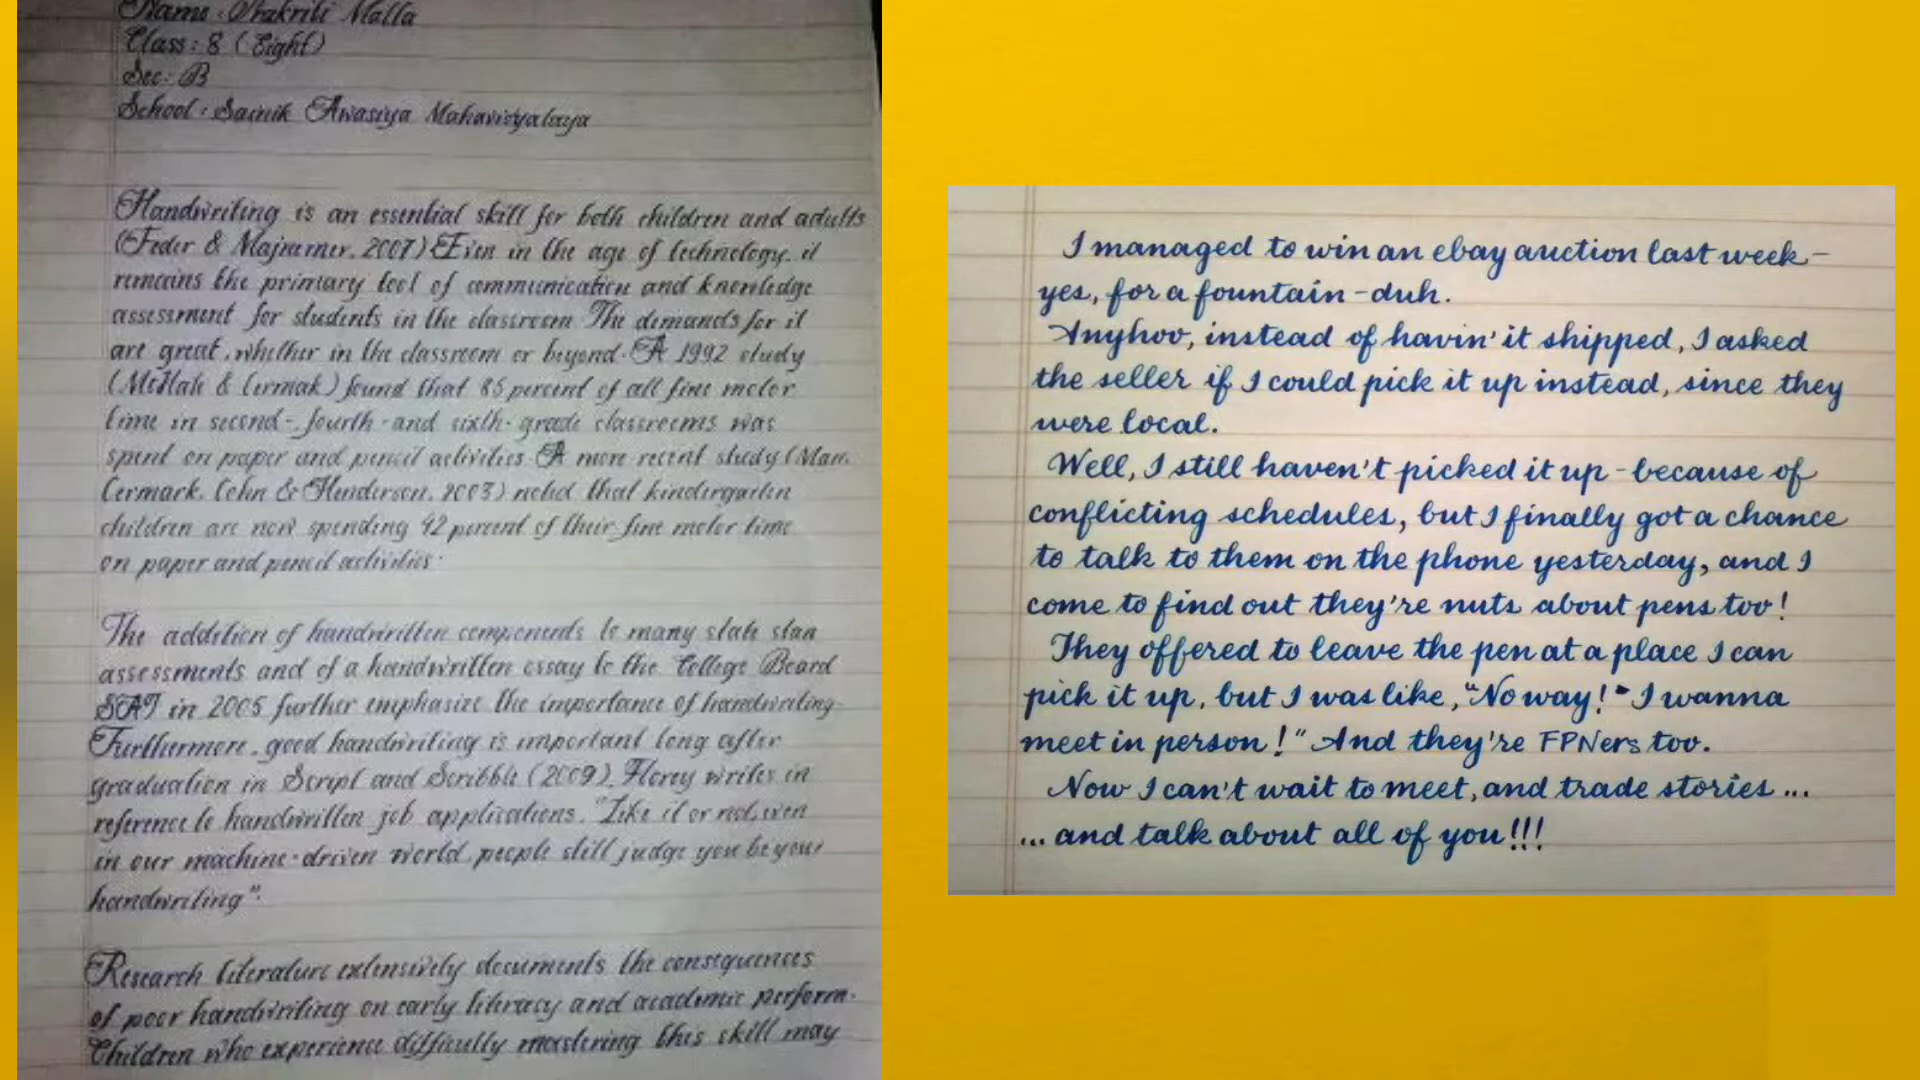 Name : Prakriti Malla
Class : 8 (Eight)
Sec : B
School : Sainik Awasiya Mahavidyalaya
Handwriting is an essential skill for both children and adults
(Feder & Majnemer, 2007) Even in the age of technology, it
remains the primary tool of communication and knowledge
assessment for students in the classroom The demands for it
are great, whether in the classroom or beyond. A 1992 study
(McHale & Cermak) found that 85 percent of all fine motor
time in second-, fourth-and sixth-grade classrooms was
spent on paper and pencil activities A more recent study (Marr,
Cermark, Cohn & Henderson, 2003) noted that kindergarten
children are now spending 42 percent of their fine motor time
on paper and pencil activities.
The addition of handwritten components to many state stan
assessments and of a handwritten essay to the College Board
SAT in 2005 further emphasize the importance of handwriting.
Furthermore, good handwriting is important long after
graduation in Script and Scribble (2009), Florey writes in
reference to handwritten job applications, "Like it or not, even
in our machine-driven world, people still judge you be your
handwriting".
Research literature extensively documents the consequences
of poor handwriting on early literacy and academic perform-
Children who experience difficulty mastering this skill may
I managed to win an ebay auction last week-
yes, for a fountain-duh.
Anyhoo, instead of havin' it shipped, I asked
the seller if I could pick it up instead, since they
were local.
Well, I still haven't picked it up - because of
conflicting schedules, but I finally got a chance
to talk to them on the phone yesterday, and I
come to find out they're nuts about pens too!
They offered to leave the pen at a place I can
pick it up, but I was like, "No way! - I wanna
meet in person!" And they're FPNers too.
Now I can't wait to meet, and trade stories ...
... and talk about all of you!!!